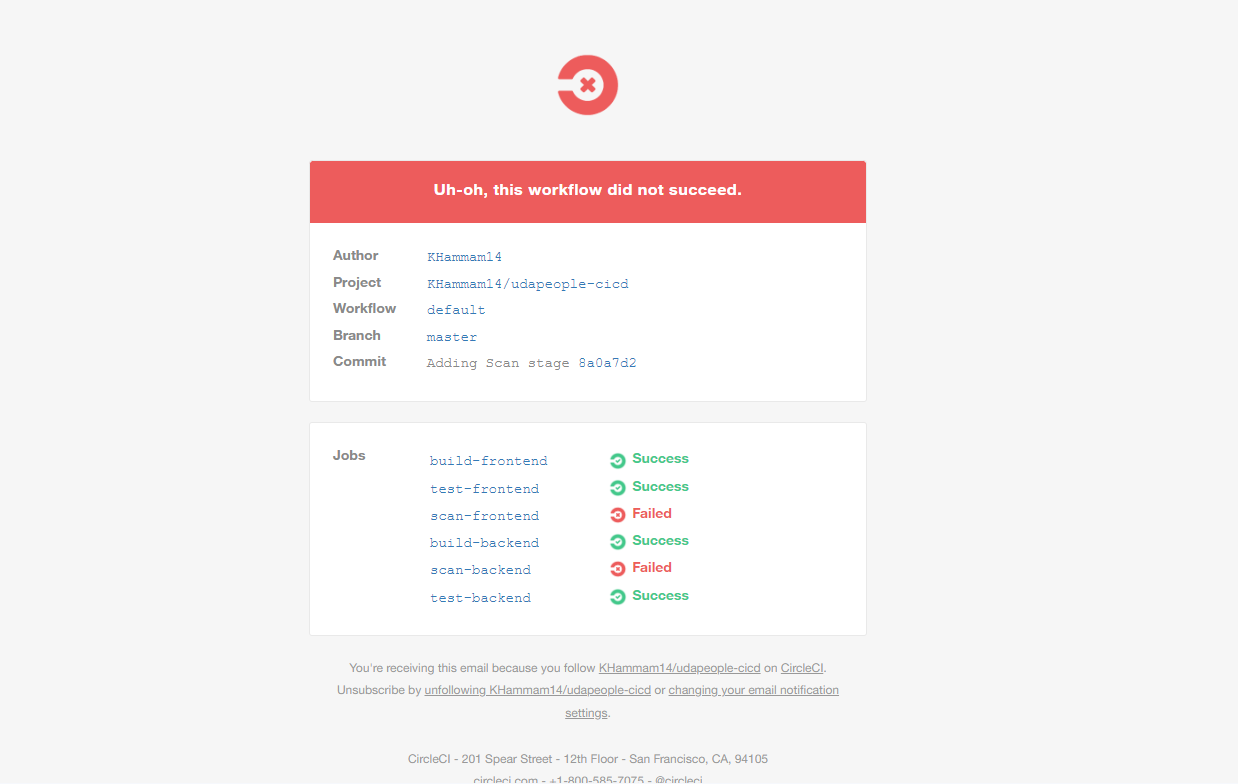 Uh-oh, this workflow did not succeed.
Author KHammam14
Project KHammam14/udapeople-cicd
Workflow default
Branch master
Commit Adding Scan stage 8a0a7d2
Jobs
build-frontend Success
test-frontend Success
scan-frontend Failed
build-backend Success
scan-backend Failed
test-backend Success
You're receiving this email because you follow KHammam14/udapeople-cicd on CircleCI.
Unsubscribe by unfollowing KHammam14/udapeople-cicd or changing your email notification
settings.
CircleCI - 201 Spear Street - 12th Floor - San Francisco, CA, 94105
circleci.com - +1-800-585-7075 - @circleci